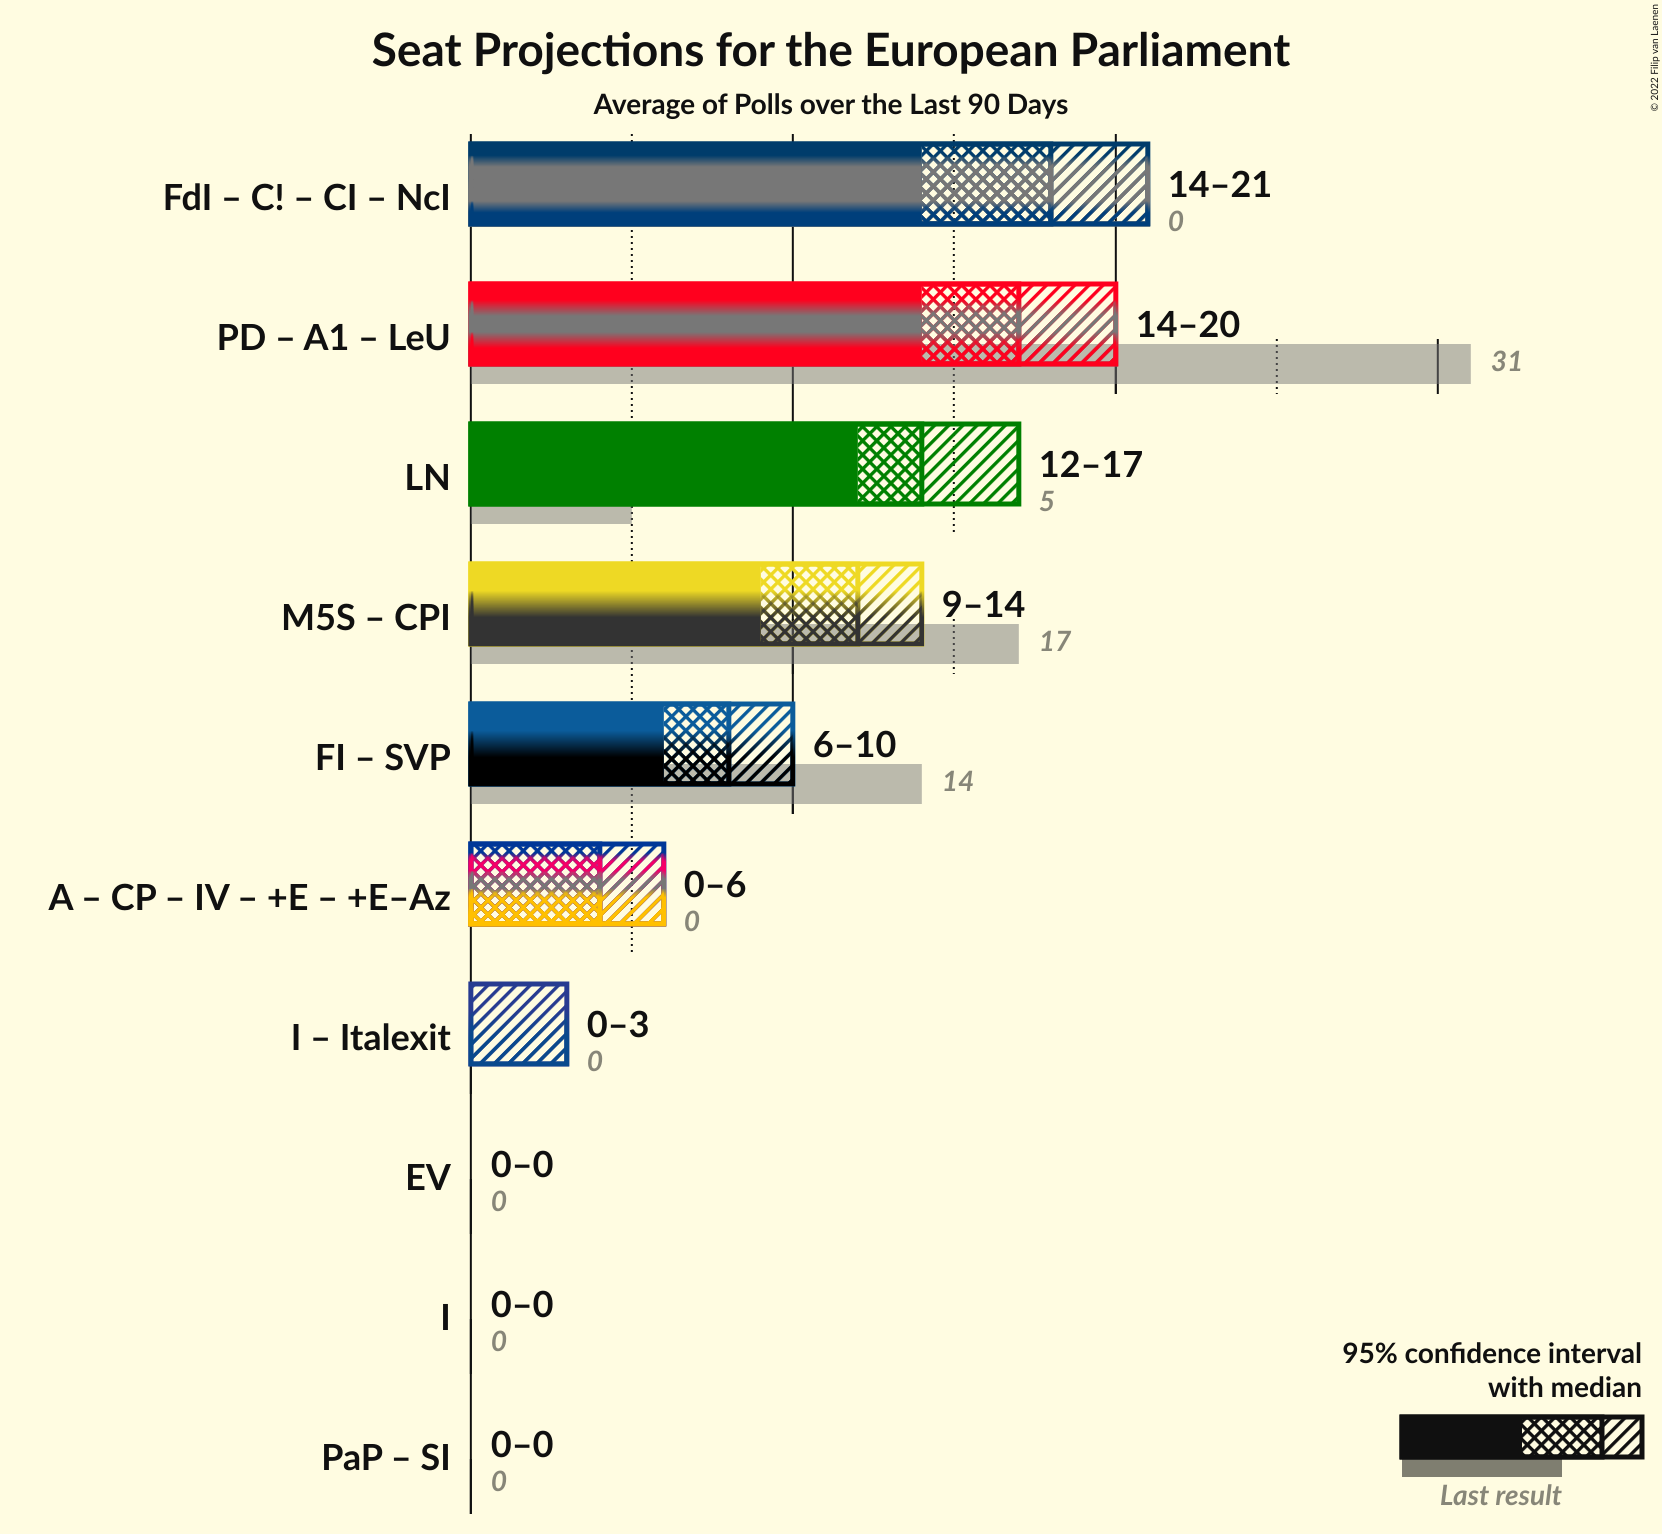 Seat Projections for the European Parliament
Average of Polls over the Last 90 Days
© 2022 Filip van Laenen
FdI – C! – CI – NcI
14–21
0
PD – A1 – LeU
14–20
31
LN
12–17
5
M5S – CPI
9–14
17
FI – SVP
6–10
14
A – CP – IV – +E – +E–Az
0–6
0
I – Italexit
0–3
0
EV
0–0
0
I
0–0
0
PaP – SI
0–0
0
95% confidence interval
with median
Last result